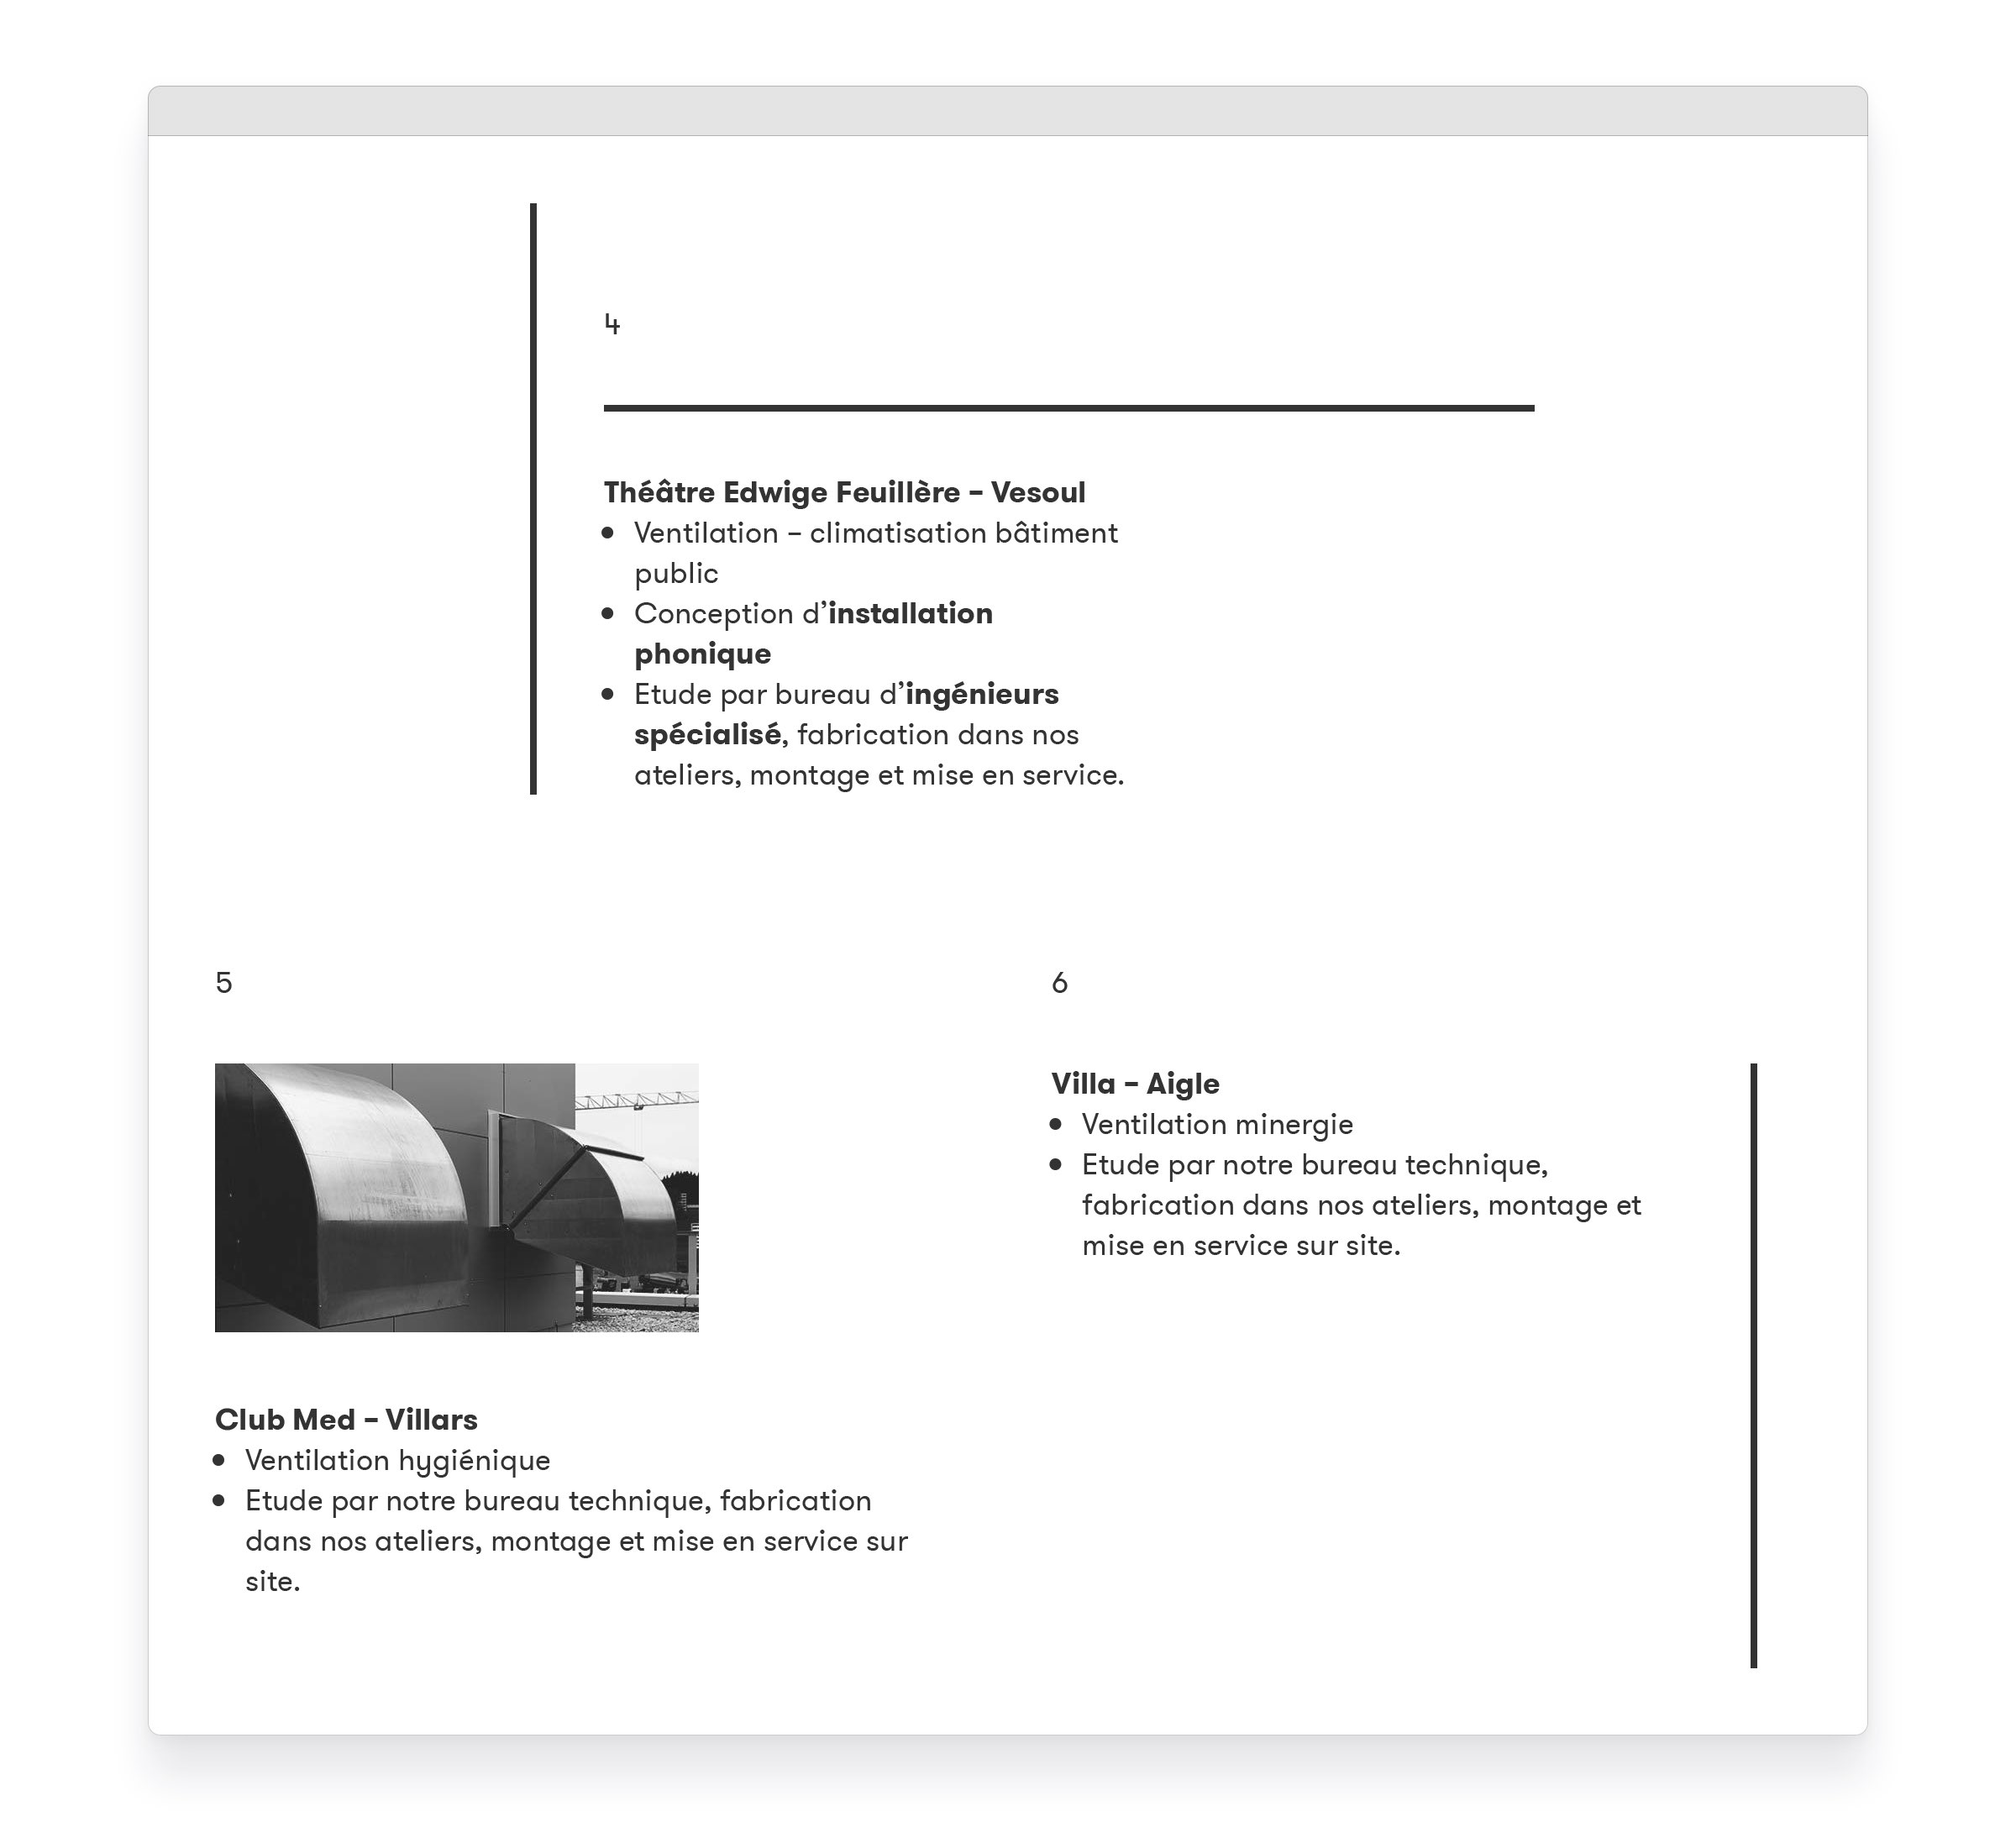 4
Théâtre Edwige Feuillère – Vesoul
• Ventilation – climatisation bâtiment
public
• Conception d’installation
phonique
• Etude par bureau d’ingénieurs
spécialisé, fabrication dans nos
ateliers, montage et mise en service.
5
Club Med – Villars
• Ventilation hygiénique
• Etude par notre bureau technique, fabrication
dans nos ateliers, montage et mise en service sur
site.
6
Villa – Aigle
• Ventilation minergie
• Etude par notre bureau technique,
fabrication dans nos ateliers, montage et
mise en service sur site.